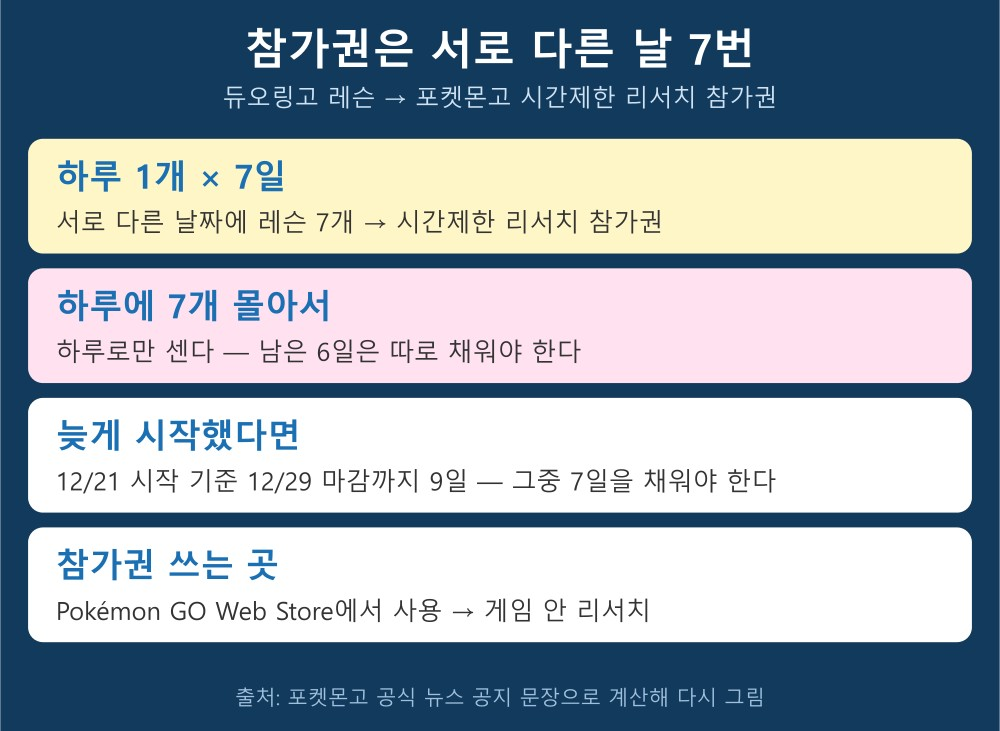 참가권은 서로 다른 날 7번
듀오링고 레슨 → 포켓몬고 시간제한 리서치 참가권
하루 1개 × 7일
서로 다른 날짜에 레슨 7개 → 시간제한 리서치 참가권
하루에 7개 몰아서
하루로만 센다 — 남은 6일은 따로 채워야 한다
늦게 시작했다면
12/21 시작 기준 12/29 마감까지 9일 — 그중 7일을 채워야 한다
참가권 쓰는 곳
Pokémon GO Web Store에서 사용 → 게임 안 리서치
출처: 포켓몬고 공식 뉴스 공지 문장으로 계산해 다시 그림